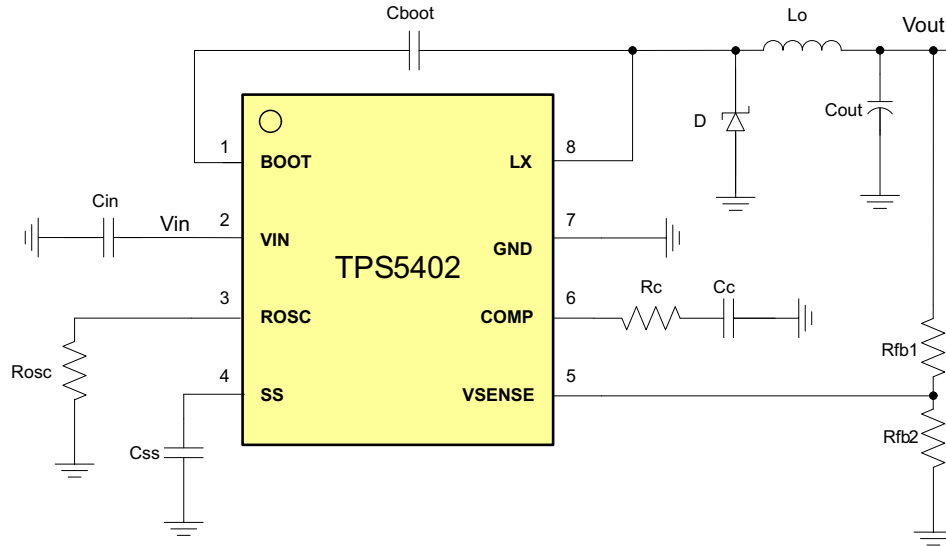 Cboot
Lo
Vout
D
Cout
1
BOOT
LX
8
Cin
Vin
2
VIN
GND
7
TPS5402
3
ROSC
COMP
6
Rc
Cc
Rosc
Rfb1
4
SS
VSENSE
5
Css
Rfb2